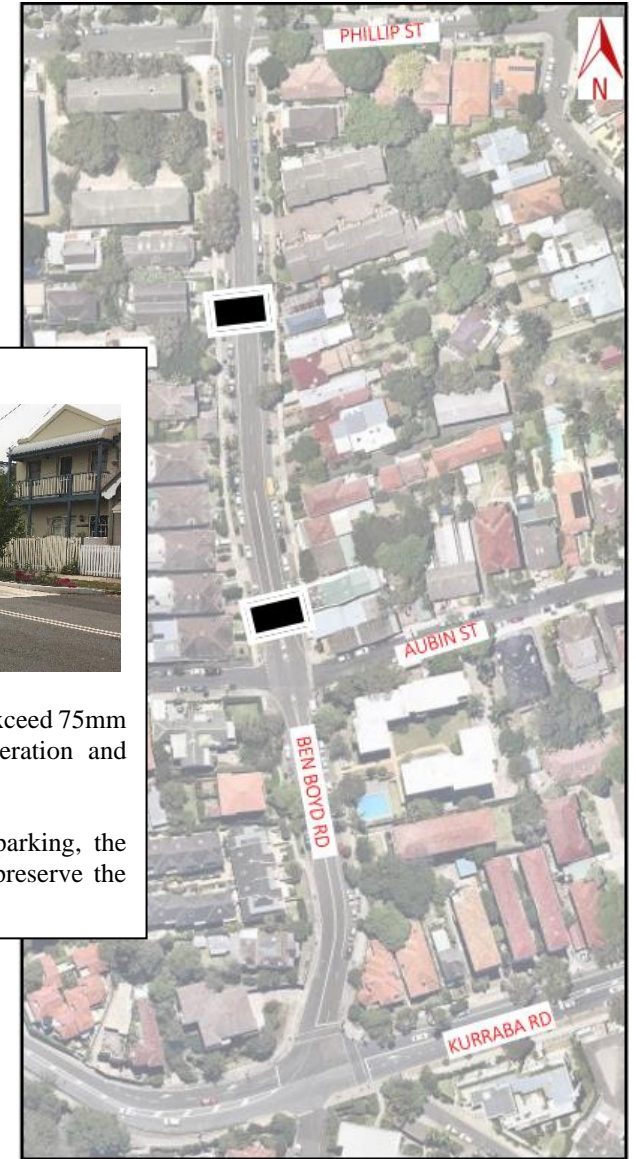 PHILLIP ST
N
AUBIN ST
BEN BOYD RD
KURRABA RD
xceed 75mm
eration and
parking, the
preserve the